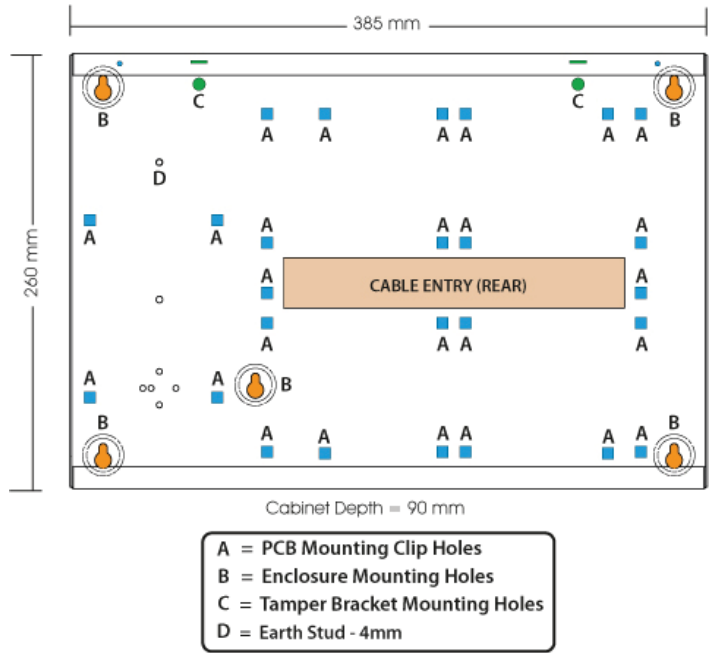 385 mm
B
C
C
B
A
A
A
A
A
A
D
A
A
A
A
A
A
260 mm
A
CABLE ENTRY (REAR)
A
A
A
A
A
A
A
B
B
B
A
A
A
A
A
A
B
Cabinet Depth = 90 mm
A = PCB Mounting Clip Holes
B = Enclosure Mounting Holes
C = Tamper Bracket Mounting Holes
D = Earth Stud - 4mm